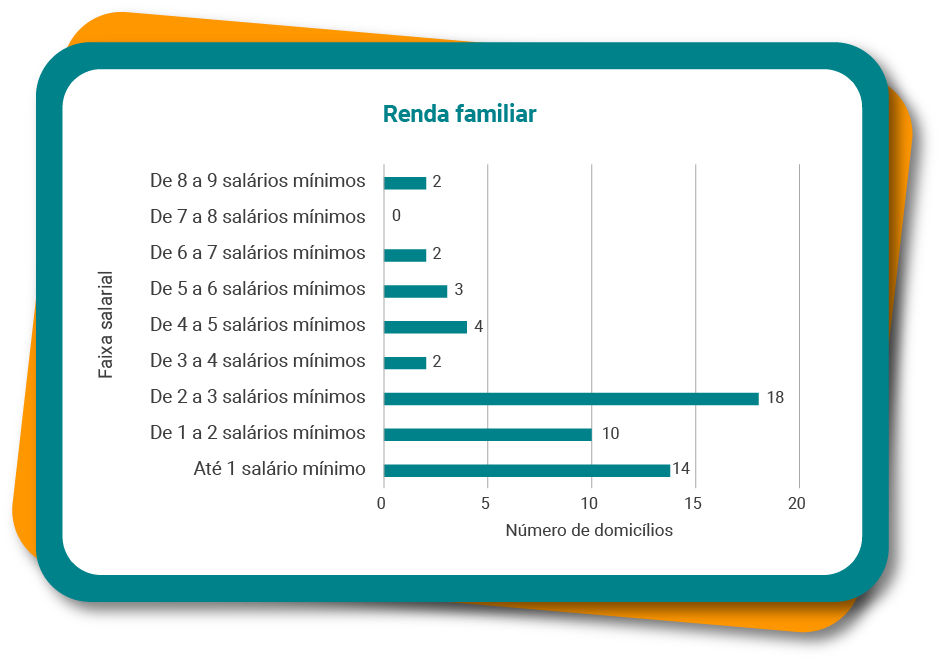 Renda familiar
Faixa salarial
De 8 a 9 salários mínimos 2
De 7 a 8 salários mínimos 0
De 6 a 7 salários mínimos 2
De 5 a 6 salários mínimos 3
De 4 a 5 salários mínimos 4
De 3 a 4 salários mínimos 2
De 2 a 3 salários mínimos 18
De 1 a 2 salários mínimos 10
Até 1 salário mínimo 14
0 5 10 15 20
Número de domicílios